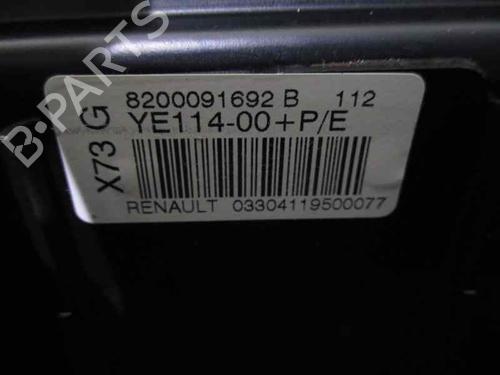 B-PARTS
X73 G
8200091692 B 112
YE114-00+P/E
RENAULT 03304119500077